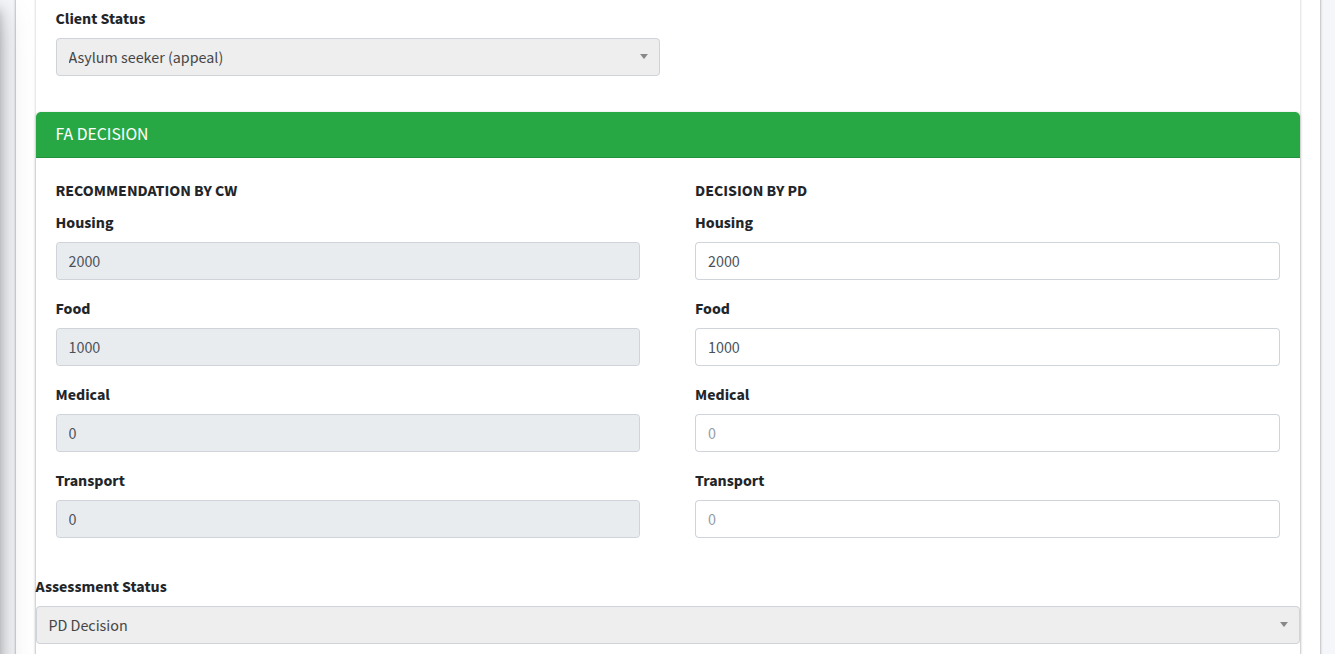 Client Status
Asylum seeker (appeal)
FA DECISION
RECOMMENDATION BY CW
Housing
2000
Food
1000
Medical
0
Transport
0
DECISION BY PD
Housing
2000
Food
1000
Medical
0
Transport
0
Assessment Status
PD Decision